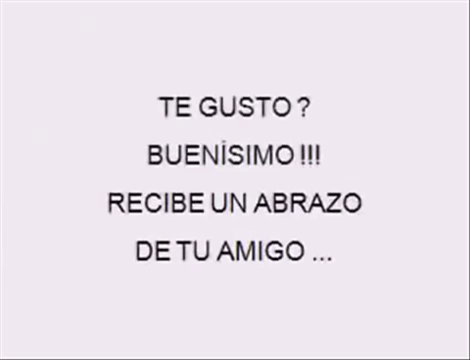 TE GUSTO ?
BUENÍSIMO !!!
RECIBE UN ABRAZO
DE TU AMIGO ...